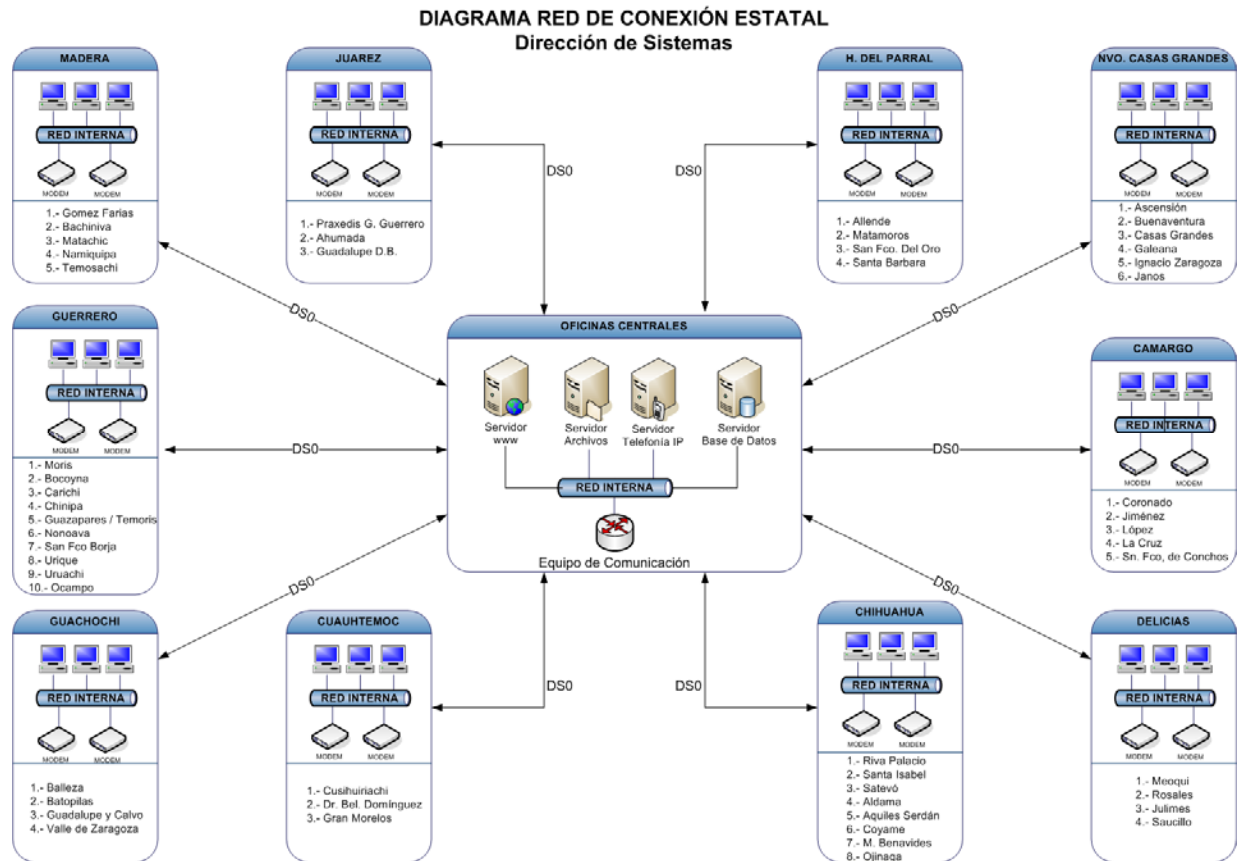 DIAGRAMA RED DE CONEXIÓN ESTATAL
Dirección de Sistemas
MADERA
RED INTERNA
MODEM MODEM
1.- Gomez Farias
2.- Bachiniva
3.- Matachic
4.- Namiquipa
5.- Temosachi
JUAREZ
RED INTERNA
MODEM MODEM
1.- Praxedis G. Guerrero
2.- Ahumada
3.- Guadalupe D.B.
H. DEL PARRAL
RED INTERNA
MODEM MODEM
1.- Allende
2.- Matamoros
3.- San Fco. Del Oro
4.- Santa Barbara
NVO. CASAS GRANDES
RED INTERNA
MODEM MODEM
1.- Ascensión
2.- Buenaventura
3.- Casas Grandes
4.- Galeana
5.- Ignacio Zaragoza
6.- Janos
DS0
DS0
DS0
DS0
GUERRERO
RED INTERNA
MODEM MODEM
1.- Moris
2.- Bocoyna
3.- Carichi
4.- Chinipa
5.- Guazapares / Temoris
6.- Nonoava
7.- San Fco Borja
8.- Urique
9.- Uruachi
10.- Ocampo
DS0
OFICINAS CENTRALES
Servidor
www
Servidor
Archivos
Servidor
Telefonía IP
Servidor
Base de Datos
RED INTERNA
Equipo de Comunicación
DS0
CAMARGO
RED INTERNA
MODEM MODEM
1.- Coronado
2.- Jiménez
3.- López
4.- La Cruz
5.- Sn. Fco, de Conchos
DS0
DS0
DS0
DS0
GUACHOCHI
RED INTERNA
MODEM MODEM
1.- Balleza
2.- Batopilas
3.- Guadalupe y Calvo
4.- Valle de Zaragoza
CUAUHTEMOC
RED INTERNA
MODEM MODEM
1.- Cusihuiriachi
2.- Dr. Bel. Domínguez
3.- Gran Morelos
CHIHUAHUA
RED INTERNA
MODEM MODEM
1.- Riva Palacio
2.- Santa Isabel
3.- Satevó
4.- Aldama
5.- Aquiles Serdán
6.- Coyame
7.- M. Benavides
8.- Ojinaga
DELICIAS
RED INTERNA
MODEM MODEM
1.- Meoqui
2.- Rosales
3.- Julimes
4.- Saucillo